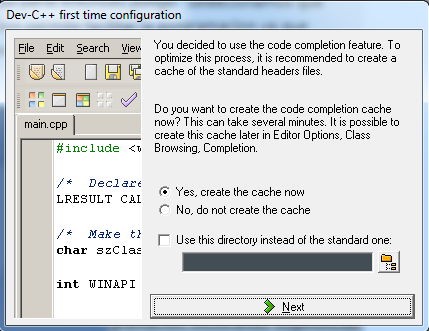 Dev-C++ first time configuration
File Edit Search View
main.cpp
#include <w
/* Declare
LRESULT CAL
/* Make th
char szClas
int WINAPI
You decided to use the code completion feature. To
optimize this process, it is recommended to create a
cache of the standard headers files.
Do you want to create the code completion cache
now? This can take several minutes. It is possible to
create this cache later in Editor Options, Class
Browsing, Completion.
Yes, create the cache now
No, do not create the cache
Use this directory instead of the standard one:
Next